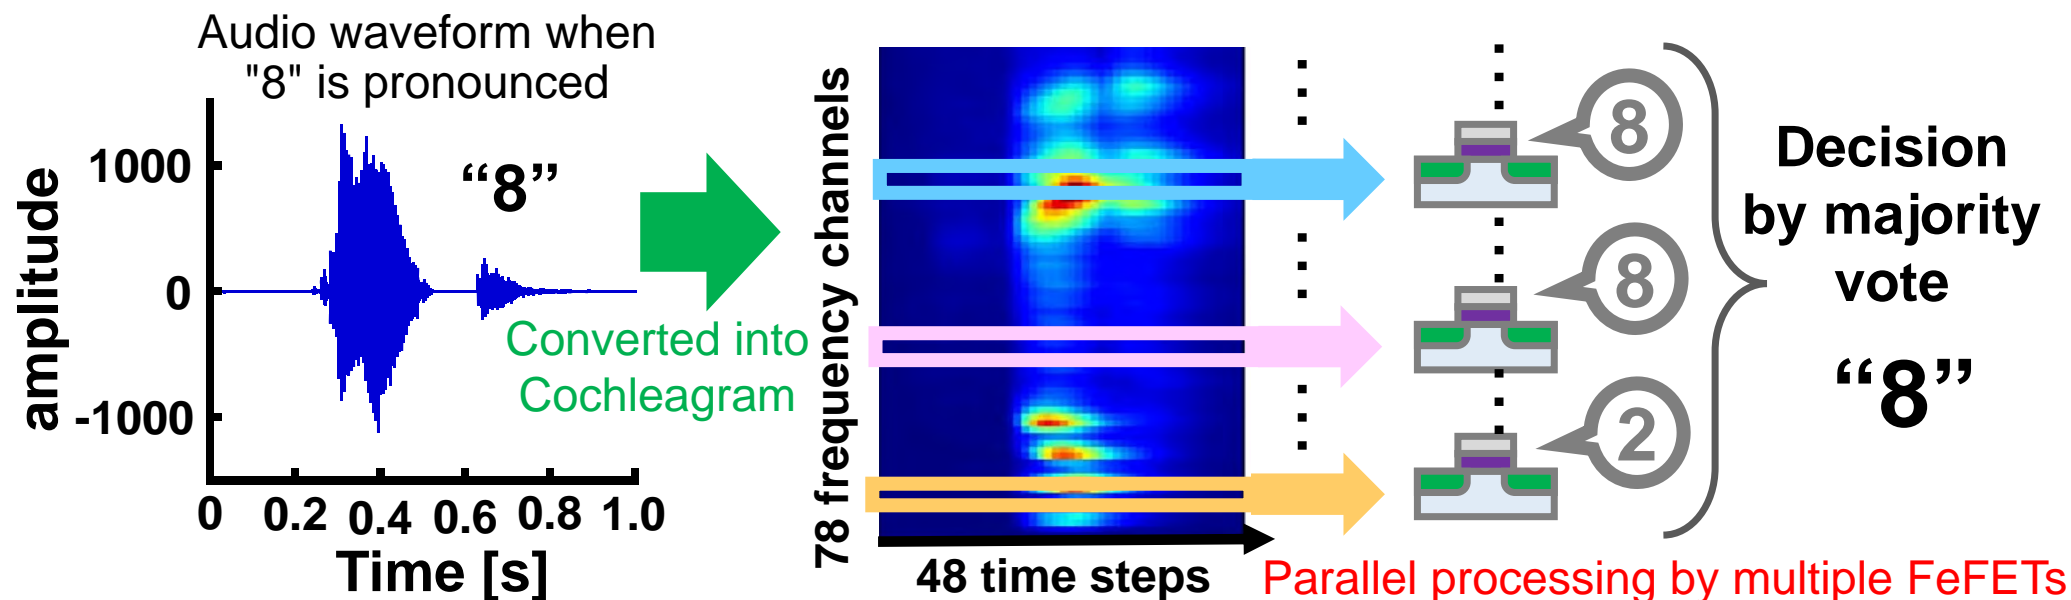 Audio waveform when
"8" is pronounced
amplitude
1000
0
-1000
“8”
0 0.2 0.4 0.6 0.8 1.0
Time [s]
Converted into
Cochleagram
78 frequency channels
48 time steps
8
8
2
Decision
by majority
vote
“8”
Parallel processing by multiple FeFETs